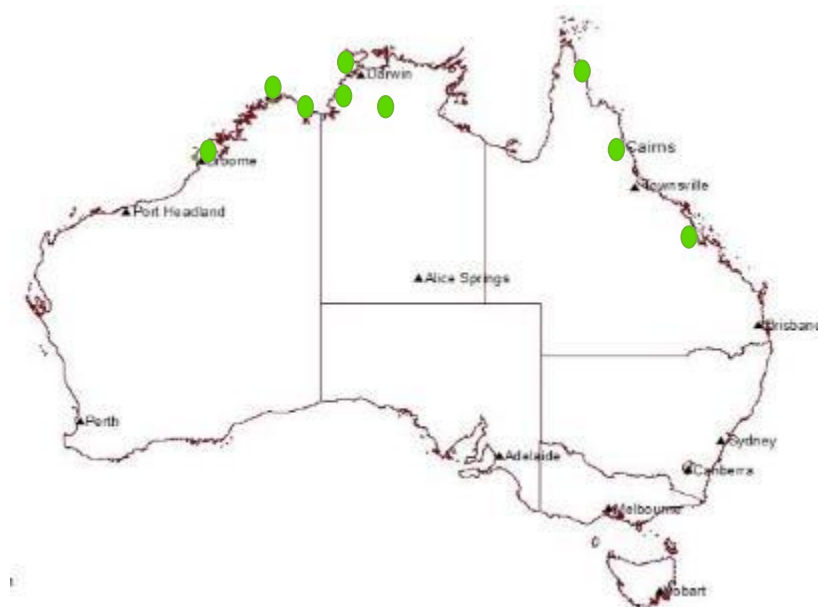 Darwin
Cairns
Broome
Townsville
Port Headland
Alice Springs
Brisbane
Perth
Sydney
Adelaide
Canberra
Melbourne
Hobart